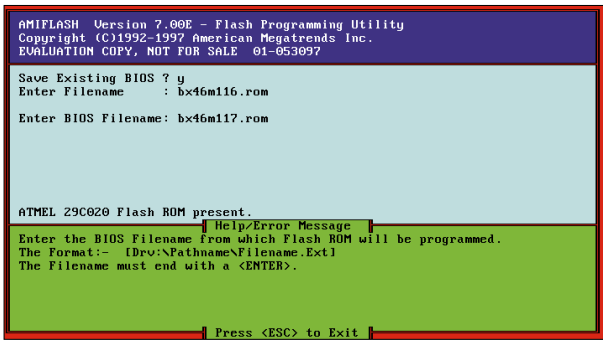 AMIFLASH Version 7.00E - Flash Programming Utility
Copyright (C)1992-1997 American Megatrends Inc.
EVALUATION COPY, NOT FOR SALE 01-053097
Save Existing BIOS ? y
Enter Filename : bx46m116.rom
Enter BIOS Filename: bx46m117.rom
ATMEL 29C020 Flash ROM present.
Help/Error Message
Enter the BIOS Filename from which Flash ROM will be programmed.
The Format:- [Drv:\Pathname\Filename.Ext]
The Filename must end with a <ENTER>.
Press <ESC> to Exit